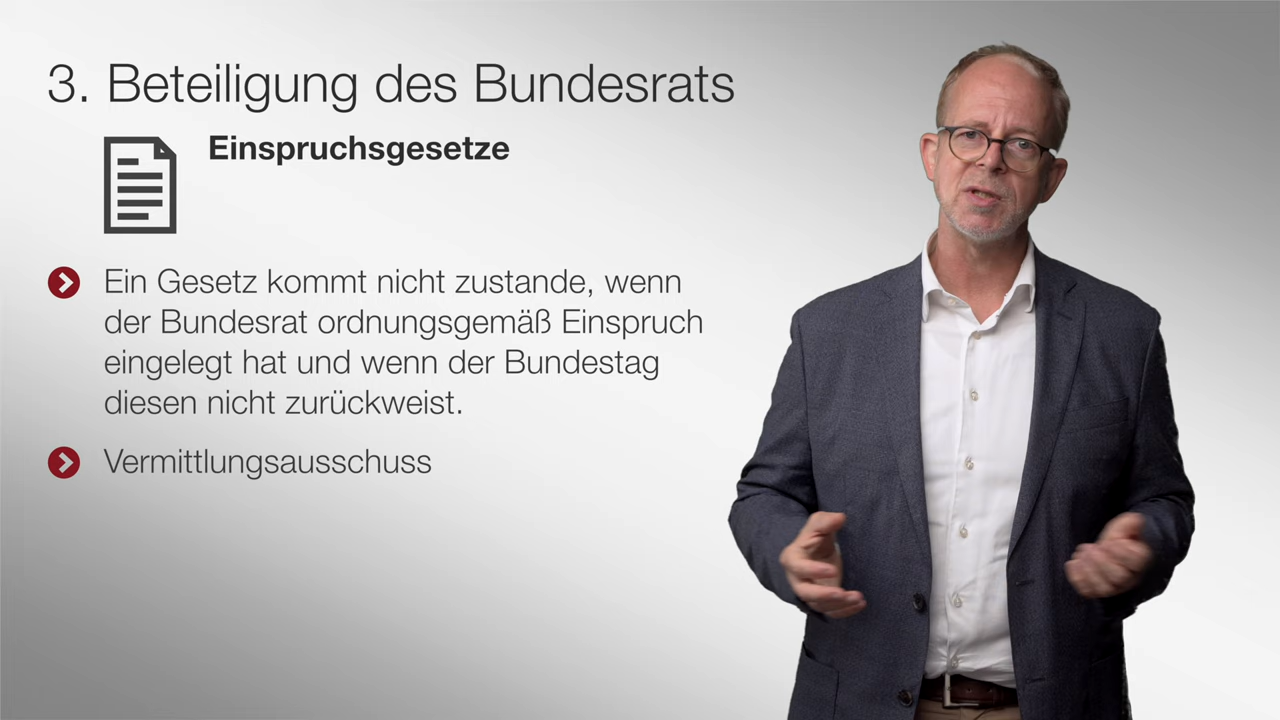 3. Beteiligung des Bundesrats
Einspruchsgesetze
Ein Gesetz kommt nicht zustande, wenn
der Bundesrat ordnungsgemäß Einspruch
eingelegt hat und wenn der Bundestag
diesen nicht zurückweist.
Vermittlungsausschuss